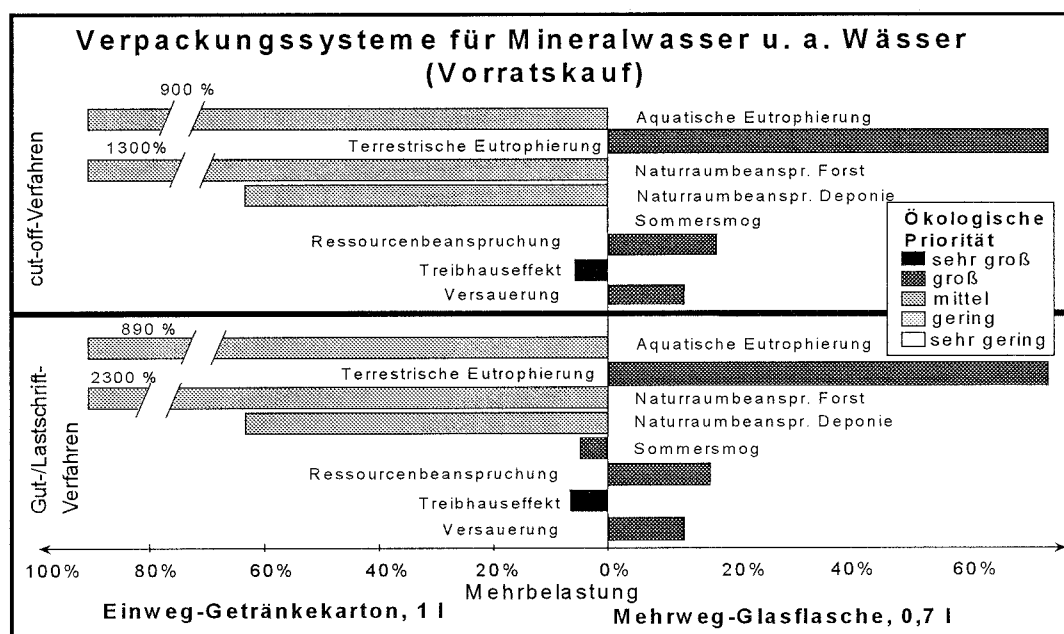 Verpackungssysteme für Mineralwasser u. a. Wässer
(Vorratskauf)
cut-off-Verfahren
900 %
Aquatische Eutrophierung
Terrestrische Eutrophierung
1300%
Naturraumbeanspr. Forst
Naturraumbeanspr. Deponie
Sommersmog
Ressourcenbeanspruchung
Treibhauseffekt
Versauerung
Ökologische
Priorität
sehr groß
groß
mittel
gering
sehr gering
Gut-/Lastschrift-
Verfahren
890 %
Aquatische Eutrophierung
Terrestrische Eutrophierung
2300 %
Naturraumbeanspr. Forst
Naturraumbeanspr. Deponie
Sommersmog
Ressourcenbeanspruchung
Treibhauseffekt
Versauerung
100% 80% 60% 40% 20% 0% 20% 40% 60%
Mehrbelastung
Einweg-Getränkekarton, 1 l
Mehrweg-Glasflasche, 0,7 l